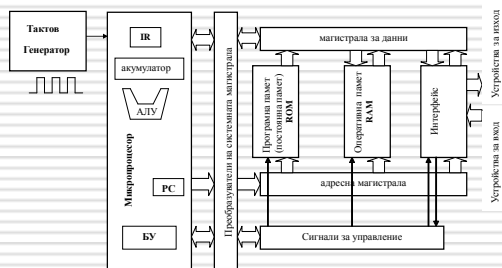 Тактов
Генератор
IR
акумулатор
АЛУ
Микропроцесор
PC
БУ
Преобразуватели на системната магистрала
магистрала за данни
Програмна памет
(постоянни памет)
ROM
Оперативна памет
RAM
Интерфейс
Устройства за изход
Устройства за вход
адресна магистрала
Сигнали за управление